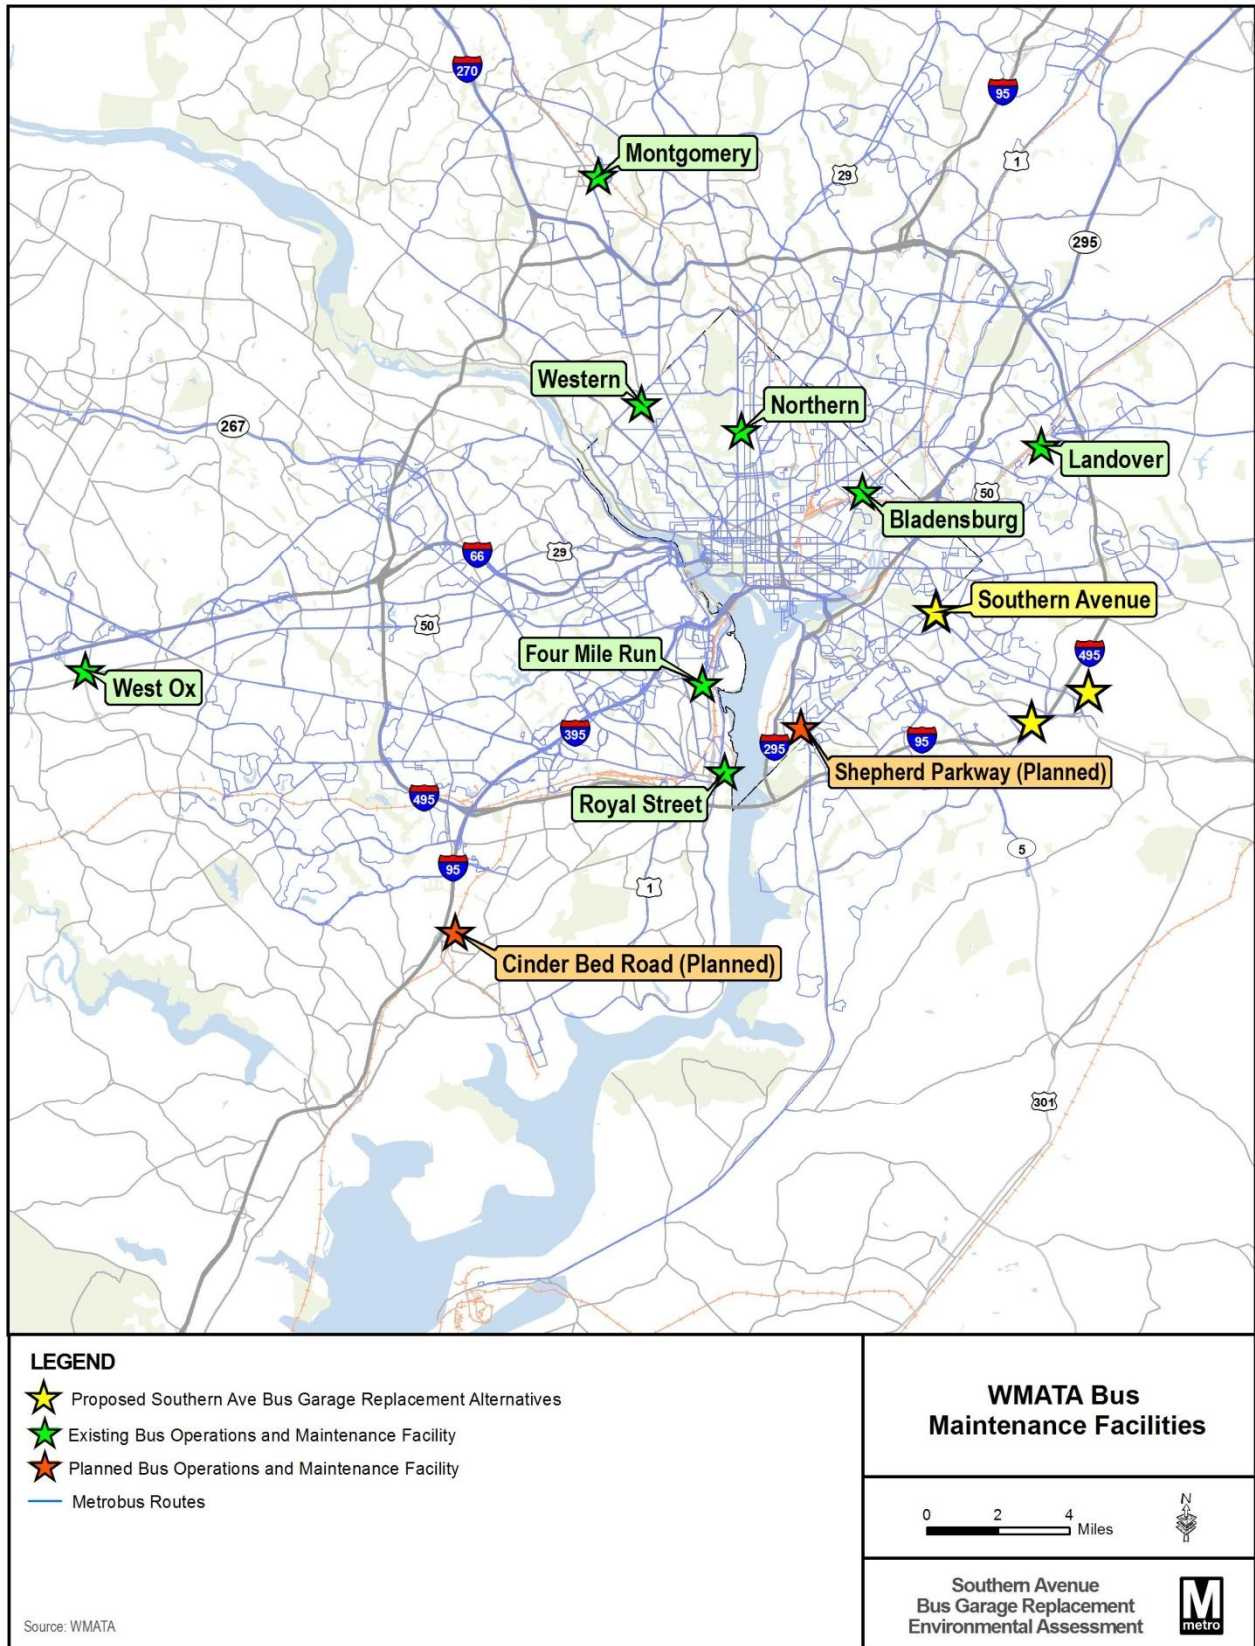 270
95
Montgomery
1
29
295
Western
Northern
267
Landover
50
Bladensburg
29
66
Southern Avenue
50
Four Mile Run
495
West Ox
395
95
295
Shepherd Parkway (Planned)
495
Royal Street
5
95
1
Cinder Bed Road (Planned)
301
LEGEND
Proposed Southern Ave Bus Garage Replacement Alternatives
Existing Bus Operations and Maintenance Facility
Planned Bus Operations and Maintenance Facility
Metrobus Routes
Source: WMATA
WMATA Bus
Maintenance Facilities
0 2 4
Miles
N
Southern Avenue
Bus Garage Replacement
Environmental Assessment
M
metro